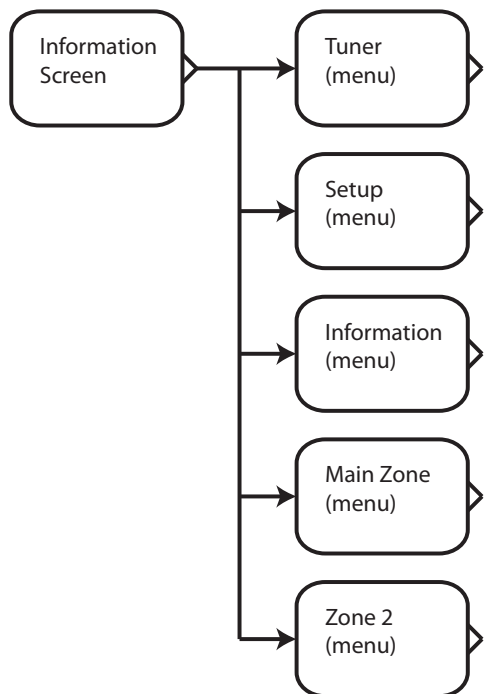 Information
Screen
Tuner
(menu)
Setup
(menu)
Information
(menu)
Main Zone
(menu)
Zone 2
(menu)